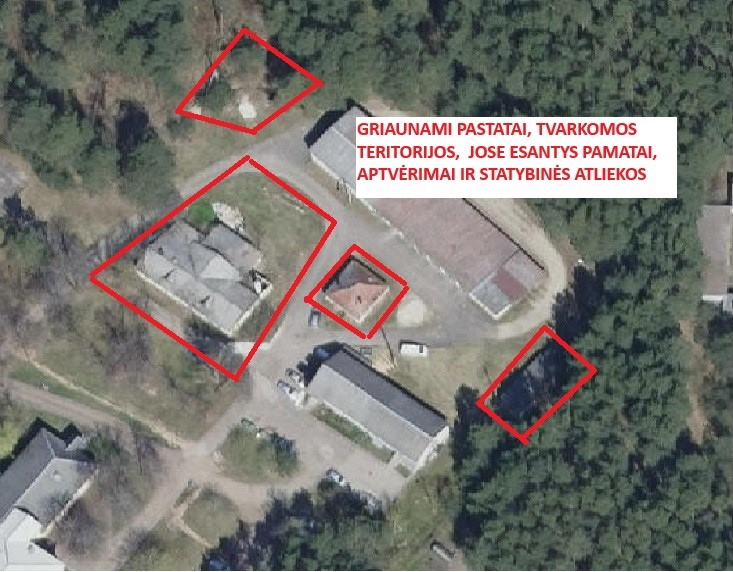 GRIAUNAMI PASTATAI, TVARKOMOS
TERITORIJOS, JOSE ESANTYS PAMATAI,
APTVĖRIMAI IR STATYBINĖS ATLIEKOS